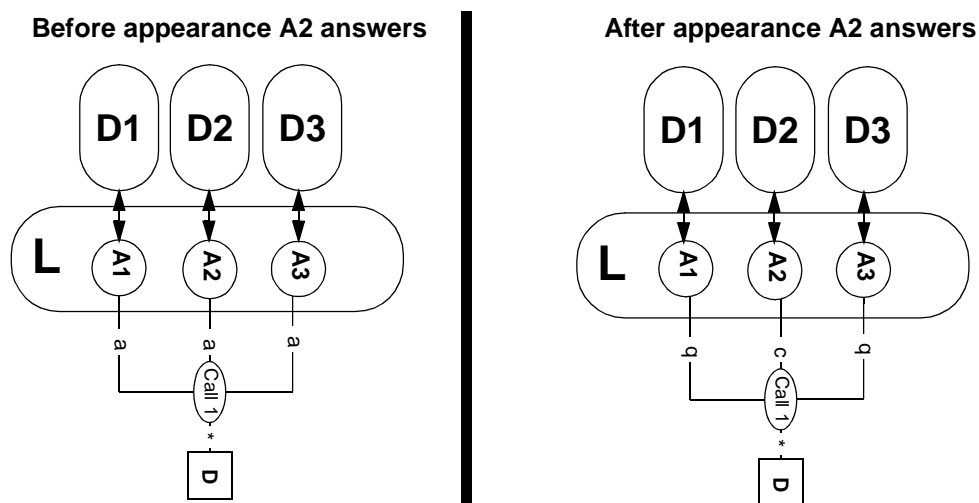 Before appearance A2 answers
D1 D2 D3
L
A1 A2 A3
a a a
Call 1
*
D
After appearance A2 answers
D1 D2 D3
L
A1 A2 A3
q c q
Call 1
*
D